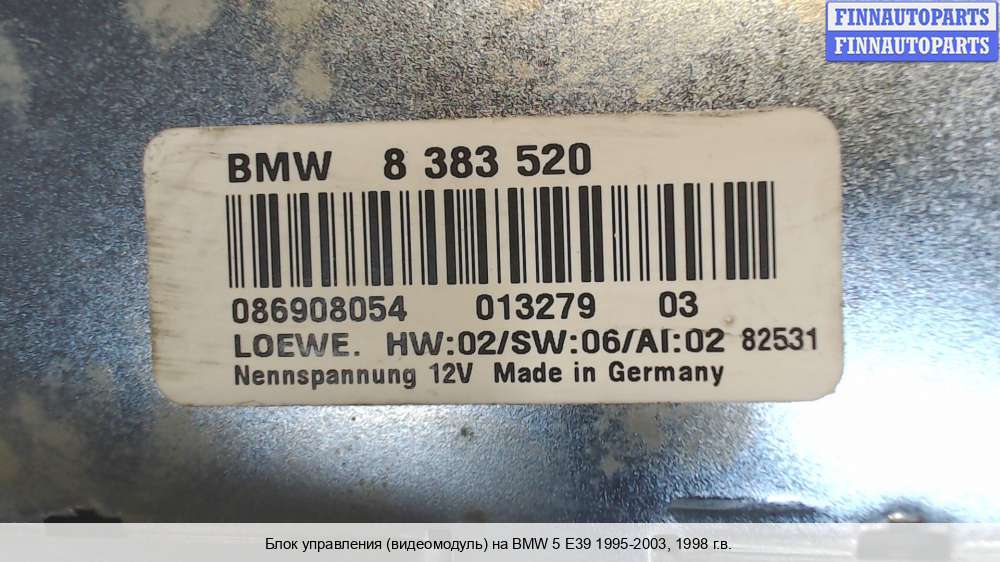 FINNAUTOPARTS
FINNAUTOPARTS
BMW 8 383 520
086908054 013279 03
LOEWE. HW:02/SW:06/AI:02 82531
Nennspannung 12V Made in Germany
Блок управления (видеомодуль) на BMW 5 E39 1995-2003, 1998 г.в.